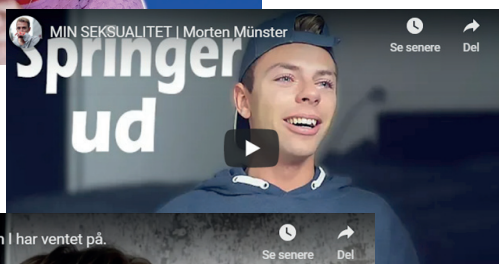 MIN SEKSUALITET | Morten Münster
Se senere
Del
Springer
ud
I har ventet på.
Se senere
Del